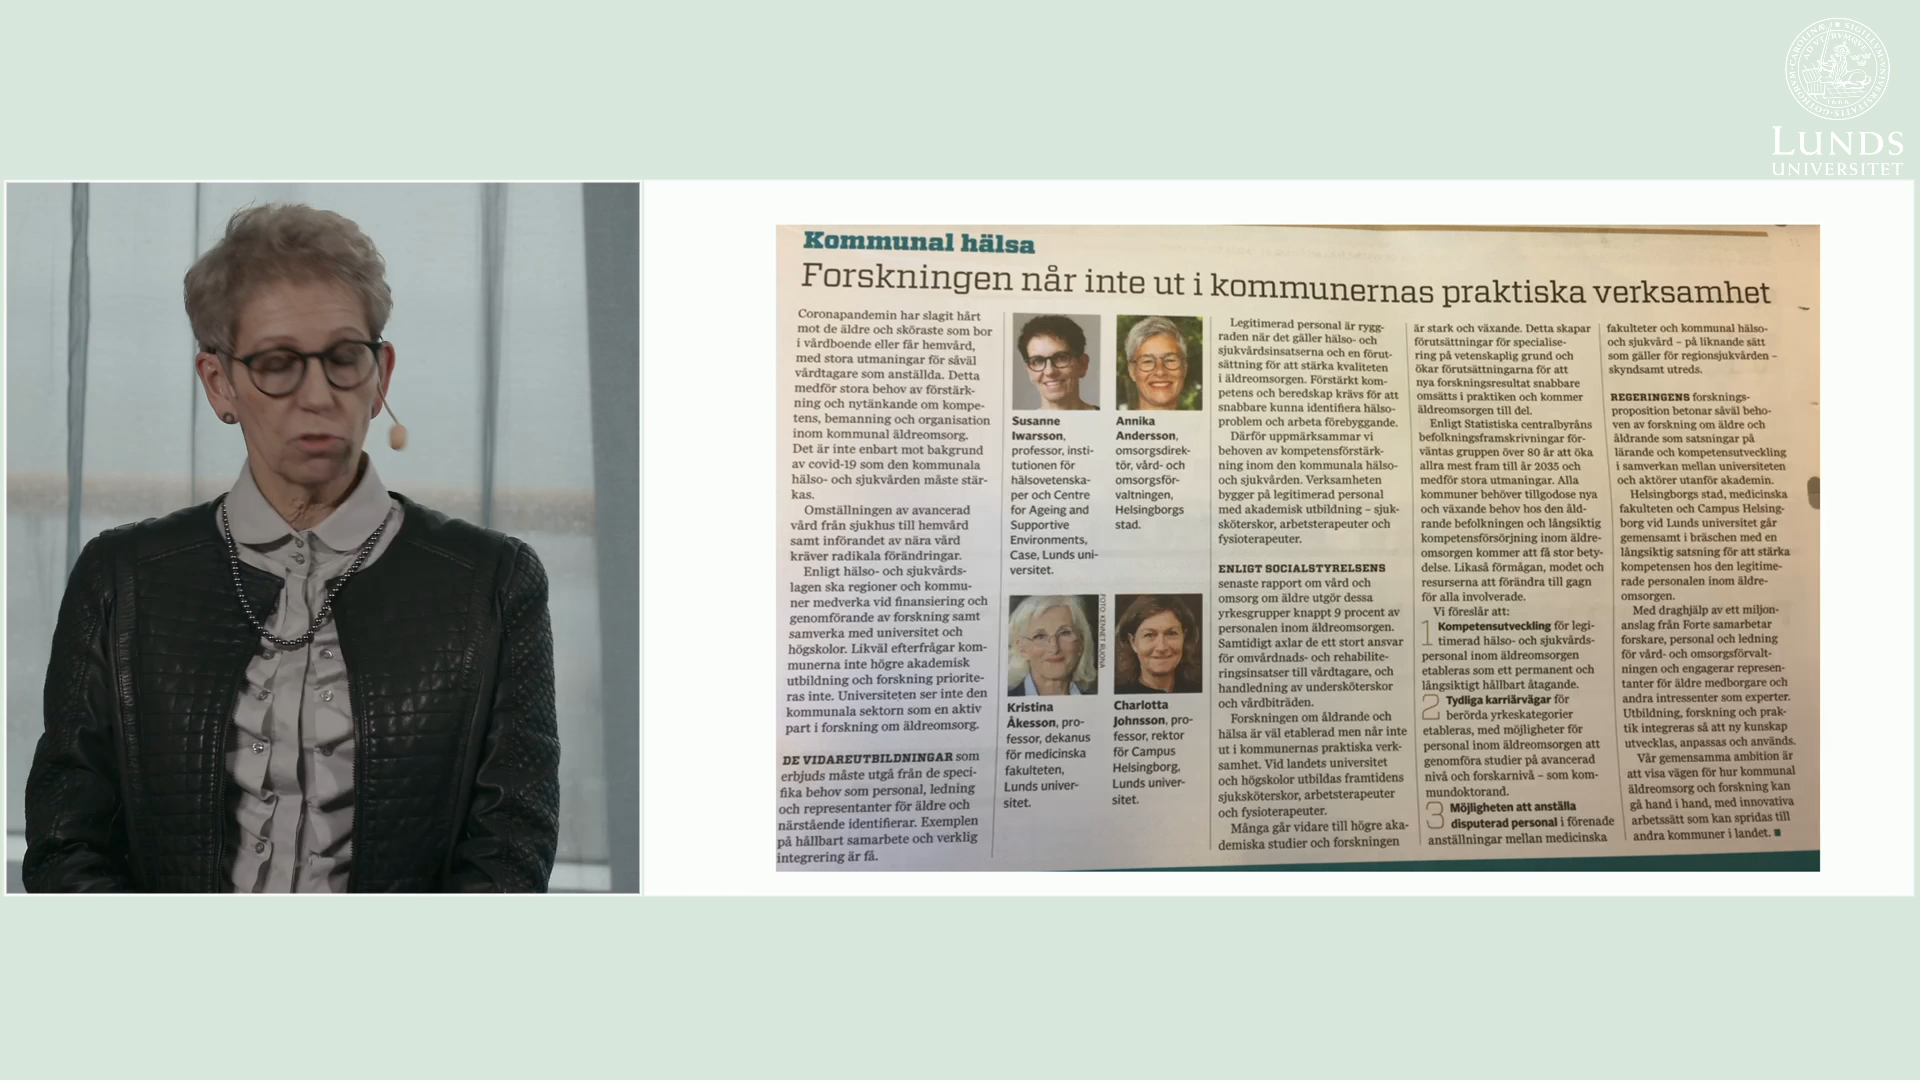 LUNDS
UNIVERSITET
Kommunal hälsa
Forskningen når inte ut i kommunernas praktiska verksamhet
Coronapandemin har slagit hårt
mot de äldre och sköraste som bor
i vårdboende eller får hemvård,
med stora utmaningar för såväl
vårdtagare som anställda. Detta
medför stora behov av förstärk-
ning och nytänkande om kompe-
tens, bemanning och organisation
inom kommunal äldreomsorg.
Det är inte enbart mot bakgrund
av covid-19 som den kommunala
hälso- och sjukvården måste stär-
kas.
Omställningen av avancerad
vård från sjukhus till hemvård
samt införandet av nära vård
kräver radikala förändringar.
Enligt hälso- och sjukvårds-
lagen ska regioner och kommu-
ner medverka vid finansiering och
genomförande av forskning samt
samverka med universitet och
högskolor. Likväl efterfrågar kom-
munerna inte högre akademisk
utbildning och forskning priorite-
ras inte. Universiteten ser inte den
kommunala sektorn som en aktiv
part i forskning om äldreomsorg.
DE VIDAREUTBILDNINGAR som
erbjuds måste utgå från de speci-
fika behov som personal, ledning
och representanter för äldre och
närstående identifierar. Exemplen
på hållbart samarbete och verklig
integrering är få.
Susanne
Iwarsson,
professor, insti-
tutionen för
hälsovetenska-
per och Centre
for Ageing and
Supportive
Environments,
Case, Lunds uni-
versitet.
Annika
Andersson,
omsorgsdirek-
tör, vård- och
omsorgsför-
valtningen,
Helsingborgs
stad.
FOTO KENNET RUONA
Kristina
Åkesson, pro-
fessor, dekanus
för medicinska
fakulteten,
Lunds univer-
sitet.
Charlotta
Johnsson, pro-
fessor, rektor
för Campus
Helsingborg,
Lunds univer-
sitet.
Legitimerad personal är rygg-
raden när det gäller hälso- och
sjukvårdsinsatserna och en förut-
sättning för att stärka kvaliteten
i äldreomsorgen. Förstärkt kom-
petens och beredskap krävs för att
snabbare kunna identifiera hälso-
problem och arbeta förebyggande.
Därför uppmärksammar vi
behoven av kompetensförstärk-
ning inom den kommunala hälso-
och sjukvården. Verksamheten
bygger på legitimerad personal
med akademisk utbildning – sjuk-
sköterskor, arbetsterapeuter och
fysioterapeuter.
ENLIGT SOCIALSTYRELSENS
senaste rapport om vård och
omsorg om äldre utgör dessa
yrkesgrupper knappt 9 procent av
personalen inom äldreomsorgen.
Samtidigt axlar de ett stort ansvar
för omvårdnads- och rehabilite-
ringsinsatser till vårdtagare, och
handledning av undersköterskor
och vårdbiträden.
Forskningen om åldrande och
hälsa är väl etablerad men når inte
ut i kommunernas praktiska verk-
samhet. Vid landets universitet
och högskolor utbildas framtidens
sjuksköterskor, arbetsterapeuter
och fysioterapeuter.
Många går vidare till högre aka-
demiska studier och forskningen
är stark och växande. Detta skapar
förutsättningar för specialise-
ring på vetenskaplig grund och
ökar förutsättningarna för att
nya forskningsresultat snabbare
omsätts i praktiken och kommer
äldreomsorgen till del.
Enligt Statistiska centralbyråns
befolkningsframskrivningar för-
väntas gruppen över 80 år att öka
allra mest fram till år 2035 och
medför stora utmaningar. Alla
kommuner behöver tillgodose nya
och växande behov hos den åld-
rande befolkningen och långsiktig
kompetensförsörjning inom äldre-
omsorgen kommer att få stor bety-
delse. Likaså förmågan, modet och
resurserna att förändra till gagn
för alla involverade.
Vi föreslår att:
1 Kompetensutveckling för legi-
timerad hälso- och sjukvårds-
personal inom äldreomsorgen
etableras som ett permanent och
långsiktigt hållbart åtagande.
2 Tydliga karriärvägar för
berörda yrkeskategorier
etableras, med möjligheter för
personal inom äldreomsorgen att
genomföra studier på avancerad
nivå och forskarnivå – som kom-
mundoktorand.
3 Möjligheten att anställa
disputerad personal i förenade
anställningar mellan medicinska
fakulteter och kommunal hälso-
och sjukvård – på liknande sätt
som gäller för regionsjukvården –
skyndsamt utreds.
REGERINGENS forsknings-
proposition betonar såväl beho-
ven av forskning om äldre och
åldrande som satsningar på
lärande och kompetensutveckling
i samverkan mellan universiteten
och aktörer utanför akademin.
Helsingborgs stad, medicinska
fakulteten och Campus Helsing-
borg vid Lunds universitet går
gemensamt i bräschen med en
långsiktig satsning för att stärka
kompetensen hos den legitime-
rade personalen inom äldre-
omsorgen.
Med draghjälp av ett miljon-
anslag från Forte samarbetar
forskare, personal och ledning
för vård- och omsorgsförvalt-
ningen och engagerar represen-
tanter för äldre medborgare och
andra intressenter som experter.
Utbildning, forskning och prak-
tik integreras så att ny kunskap
utvecklas, anpassas och används.
Vår gemensamma ambition är
att visa vägen för hur kommunal
äldreomsorg och forskning kan
gå hand i hand, med innovativa
arbetssätt som kan spridas till
andra kommuner i landet.